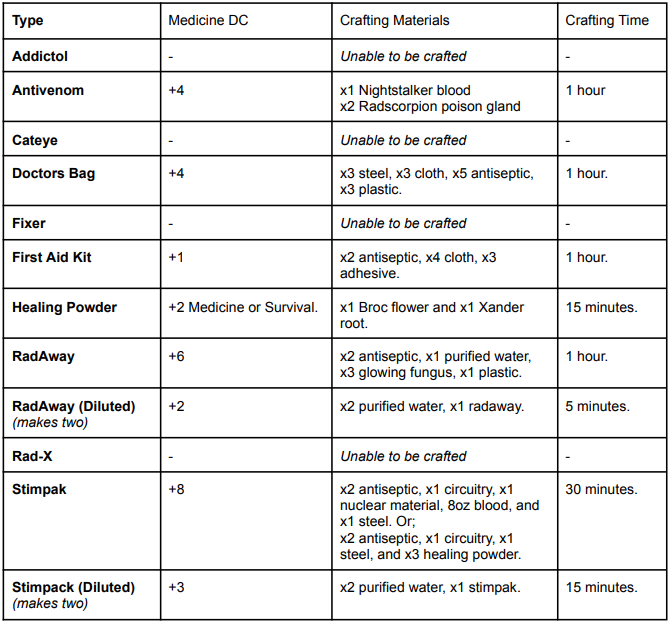 Type Medicine DC Crafting Materials Crafting Time
Addictol - Unable to be crafted -
Antivenom +4 x1 Nightstalker blood 1 hour
x2 Radscorpion poison gland
Cateye - Unable to be crafted -
Doctors Bag +4 x3 steel, x3 cloth, x5 antiseptic, 1 hour.
x3 plastic.
Fixer - Unable to be crafted -
First Aid Kit +1 x2 antiseptic, x4 cloth, x3 1 hour.
adhesive.
Healing Powder +2 Medicine or Survival. x1 Broc flower and x1 Xander 15 minutes.
root.
RadAway +6 x2 antiseptic, x1 purified water, 1 hour.
x3 glowing fungus, x1 plastic.
RadAway (Diluted) +2 x2 purified water, x1 radaway. 5 minutes.
(makes two)
Rad-X - Unable to be crafted -
Stimpak +8 x2 antiseptic, x1 circuitry, x1 30 minutes.
nuclear material, 8oz blood, and
x1 steel. Or;
x2 antiseptic, x1 circuitry, x1
steel, and x3 healing powder.
Stimpack (Diluted) +3 x2 purified water, x1 stimpak. 15 minutes.
(makes two)